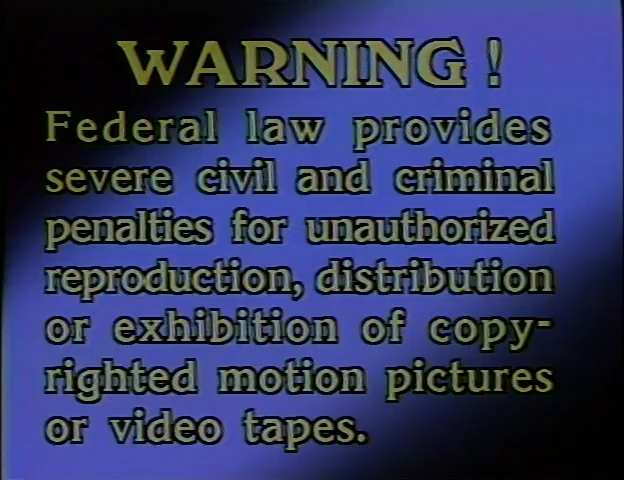 WARNING !
Federal law provides
severe civil and criminal
penalties for unauthorized
reproduction, distribution
or exhibition of copy-
righted motion pictures
or video tapes.